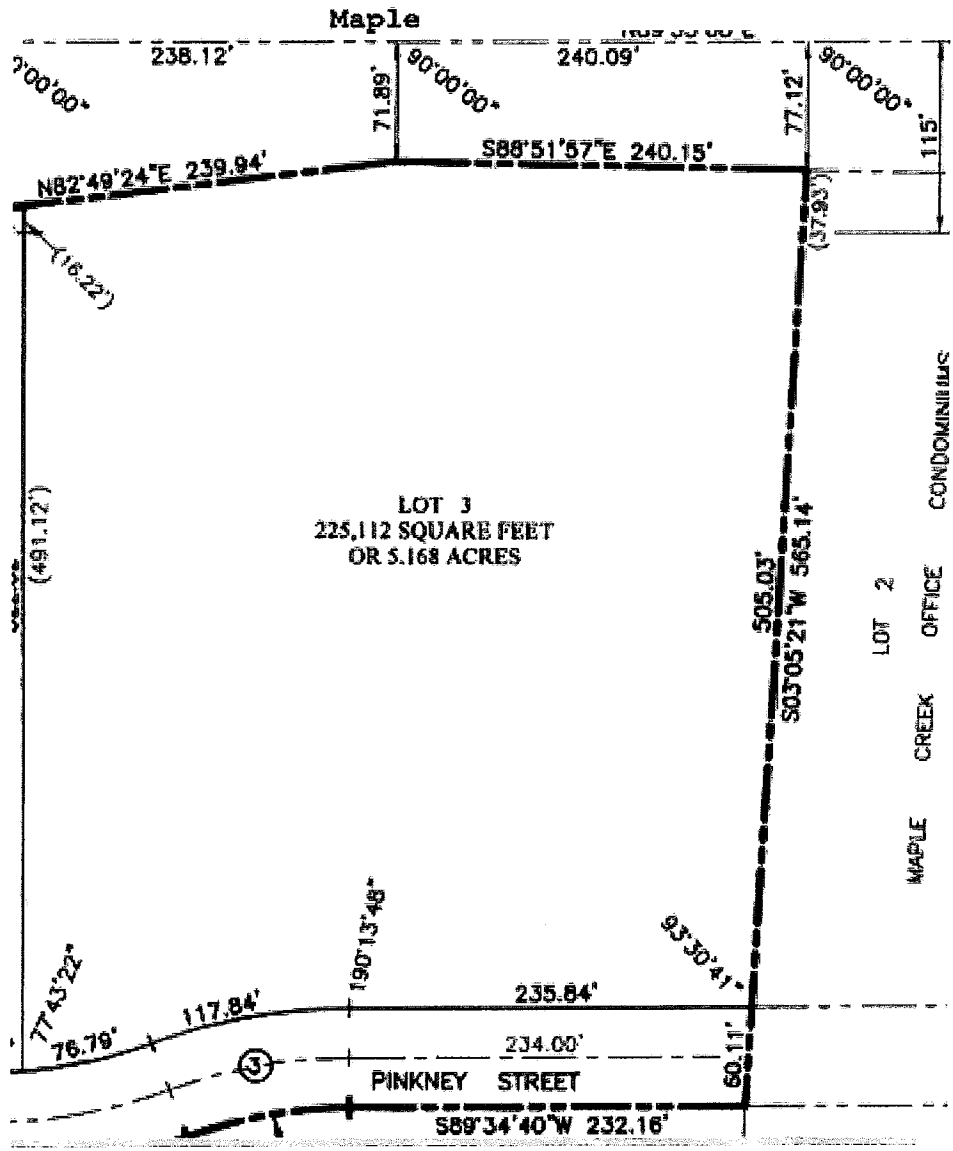 Maple
238.12'
240.09'
90°00'00"
90°00'00"
71.89'
77.12'
115'
N82°49'24"E 239.94'
S88°51'57"E 240.15'
(37.93')
(16.22')
(491.12')
LOT 3
225,112 SQUARE FEET
OR 5.168 ACRES
505.03'
S03°05'21"W 565.14'
LOT 2
MAPLE CREEK OFFICE CONDOMINIUMS
77°43'22"
190°13'48"
93°30'41"
76.79'
117.84'
235.84'
234.00'
3
60.11'
PINKNEY STREET
S89°34'40"W 232.16'